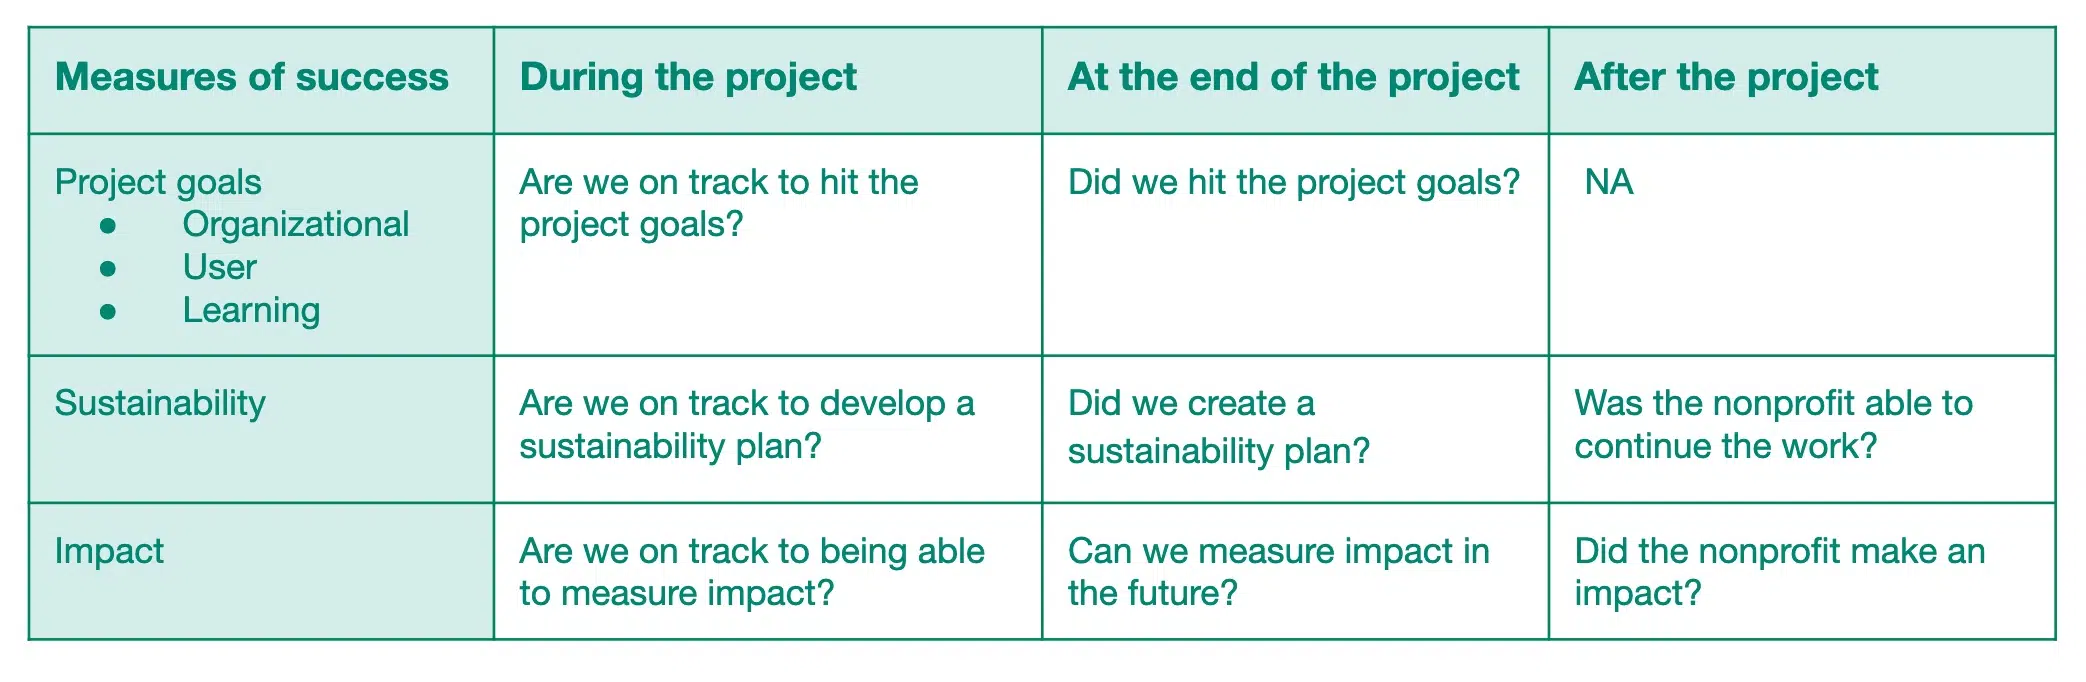 Measures of success
During the project
At the end of the project
After the project
Project goals
● Organizational
● User
● Learning
Are we on track to hit the
project goals?
Did we hit the project goals?
NA
Sustainability
Are we on track to develop a
sustainability plan?
Did we create a
sustainability plan?
Was the nonprofit able to
continue the work?
Impact
Are we on track to being able
to measure impact?
Can we measure impact in
the future?
Did the nonprofit make an
impact?